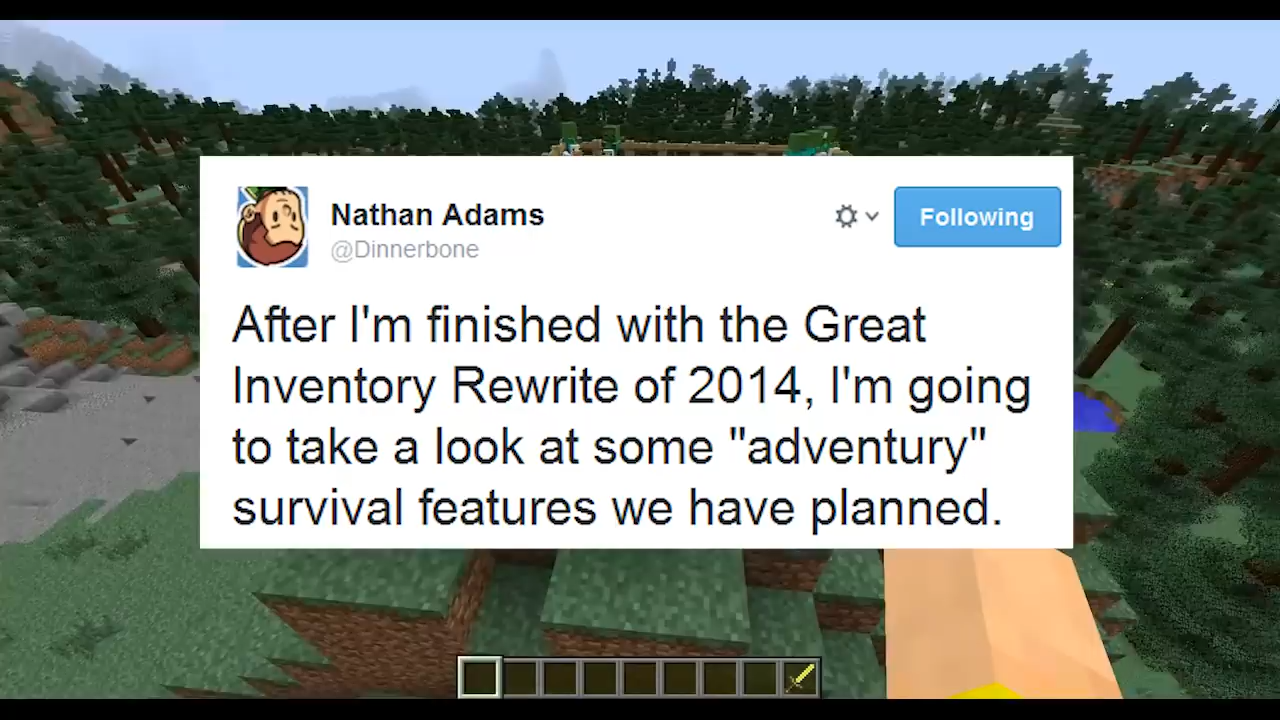 Nathan Adams
@Dinnerbone
Following
After I'm finished with the Great
Inventory Rewrite of 2014, I'm going
to take a look at some "adventury"
survival features we have planned.